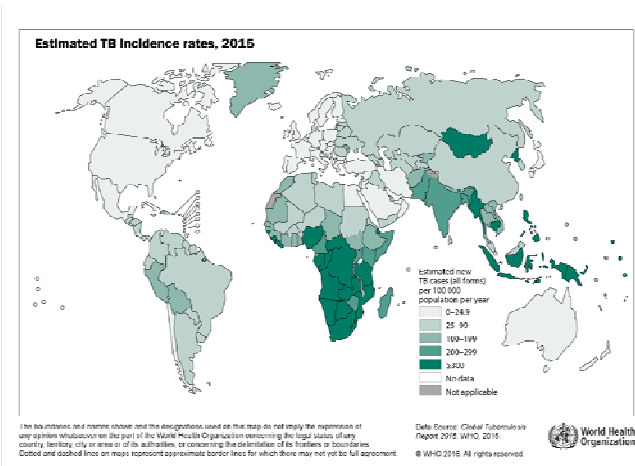 Estimated TB incidence rates, 2015
Estimated new
TB cases (all forms)
per 100 000
population per year
0–24.9
25–99
100–199
200–299
≥300
No data
Not applicable
The boundaries and names shown and the designations used on this map do not imply the expression of
any opinion whatsoever on the part of the World Health Organization concerning the legal status of any
country, territory, city or area or of its authorities, or concerning the delimitation of its frontiers or boundaries.
Dotted and dashed lines on maps represent approximate border lines for which there may not yet be full agreement.
Data Source: Global Tuberculosis
Report 2016. WHO, 2016.
© WHO 2016. All rights reserved.
World Health
Organization